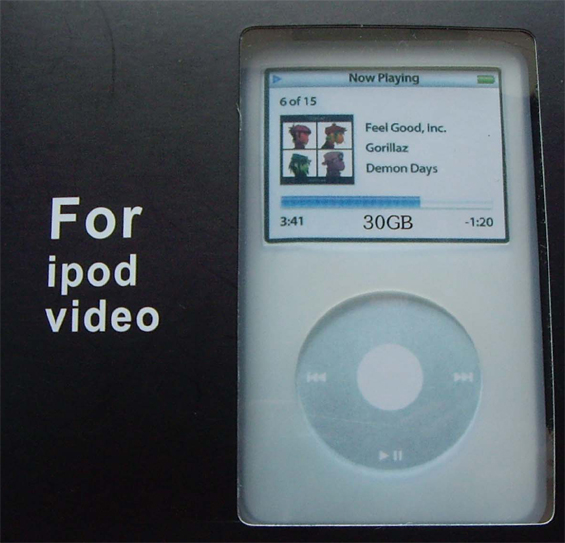 For
ipod
video
Now Playing
6 of 15
Feel Good, Inc.
Gorillaz
Demon Days
3:41 30GB -1:20